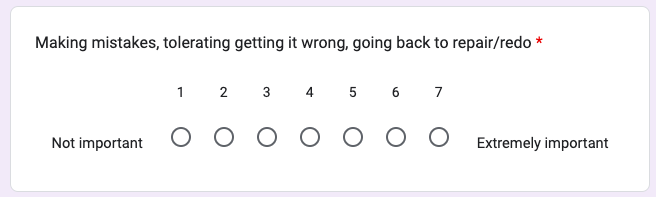 Making mistakes, tolerating getting it wrong, going back to repair/redo *
1 2 3 4 5 6 7
Not important Extremely important